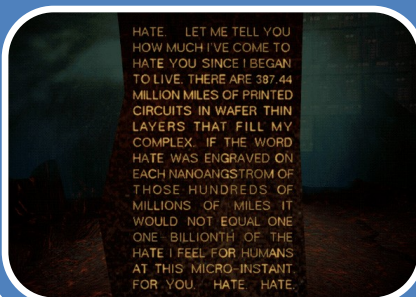 HATE. LET ME TELL YOU
HOW MUCH I'VE COME TO
HATE YOU SINCE I BEGAN
TO LIVE. THERE ARE 387.44
MILLION MILES OF PRINTED
CIRCUITS IN WAFER THIN
LAYERS THAT FILL MY
COMPLEX. IF THE WORD
HATE WAS ENGRAVED ON
EACH NANOANGSTROM OF
THOSE HUNDREDS OF
MILLIONS OF MILES IT
WOULD NOT EQUAL ONE
ONE BILLIONTH OF THE
HATE I FEEL FOR HUMANS
AT THIS MICRO-INSTANT.
FOR YOU. HATE. HATE.